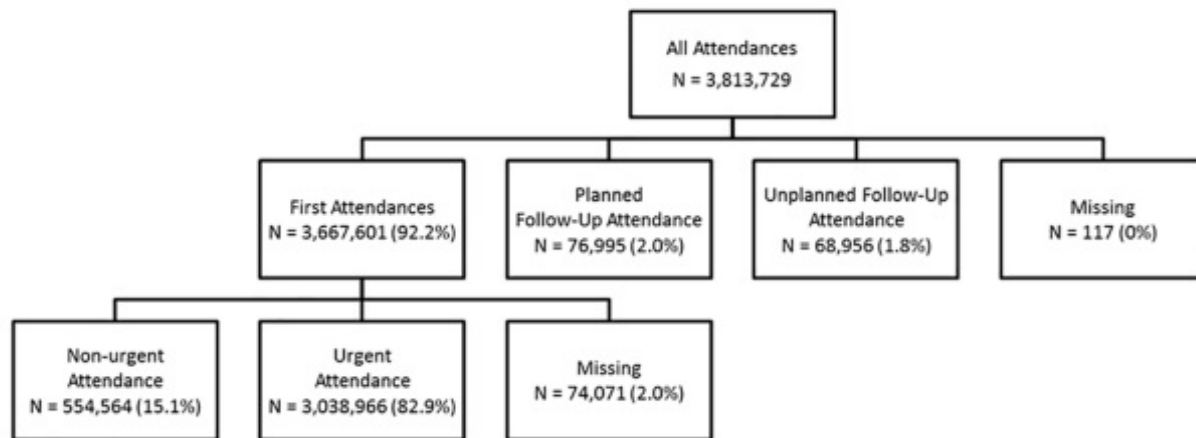 All Attendances
N = 3,813,729
First Attendances
N = 3,667,601 (92.2%)
Planned
Follow-Up Attendance
N = 76,995 (2.0%)
Unplanned Follow-Up
Attendance
N = 68,956 (1.8%)
Missing
N = 117 (0%)
Non-urgent
Attendance
N = 554,564 (15.1%)
Urgent
Attendance
N = 3,038,966 (82.9%)
Missing
N = 74,071 (2.0%)